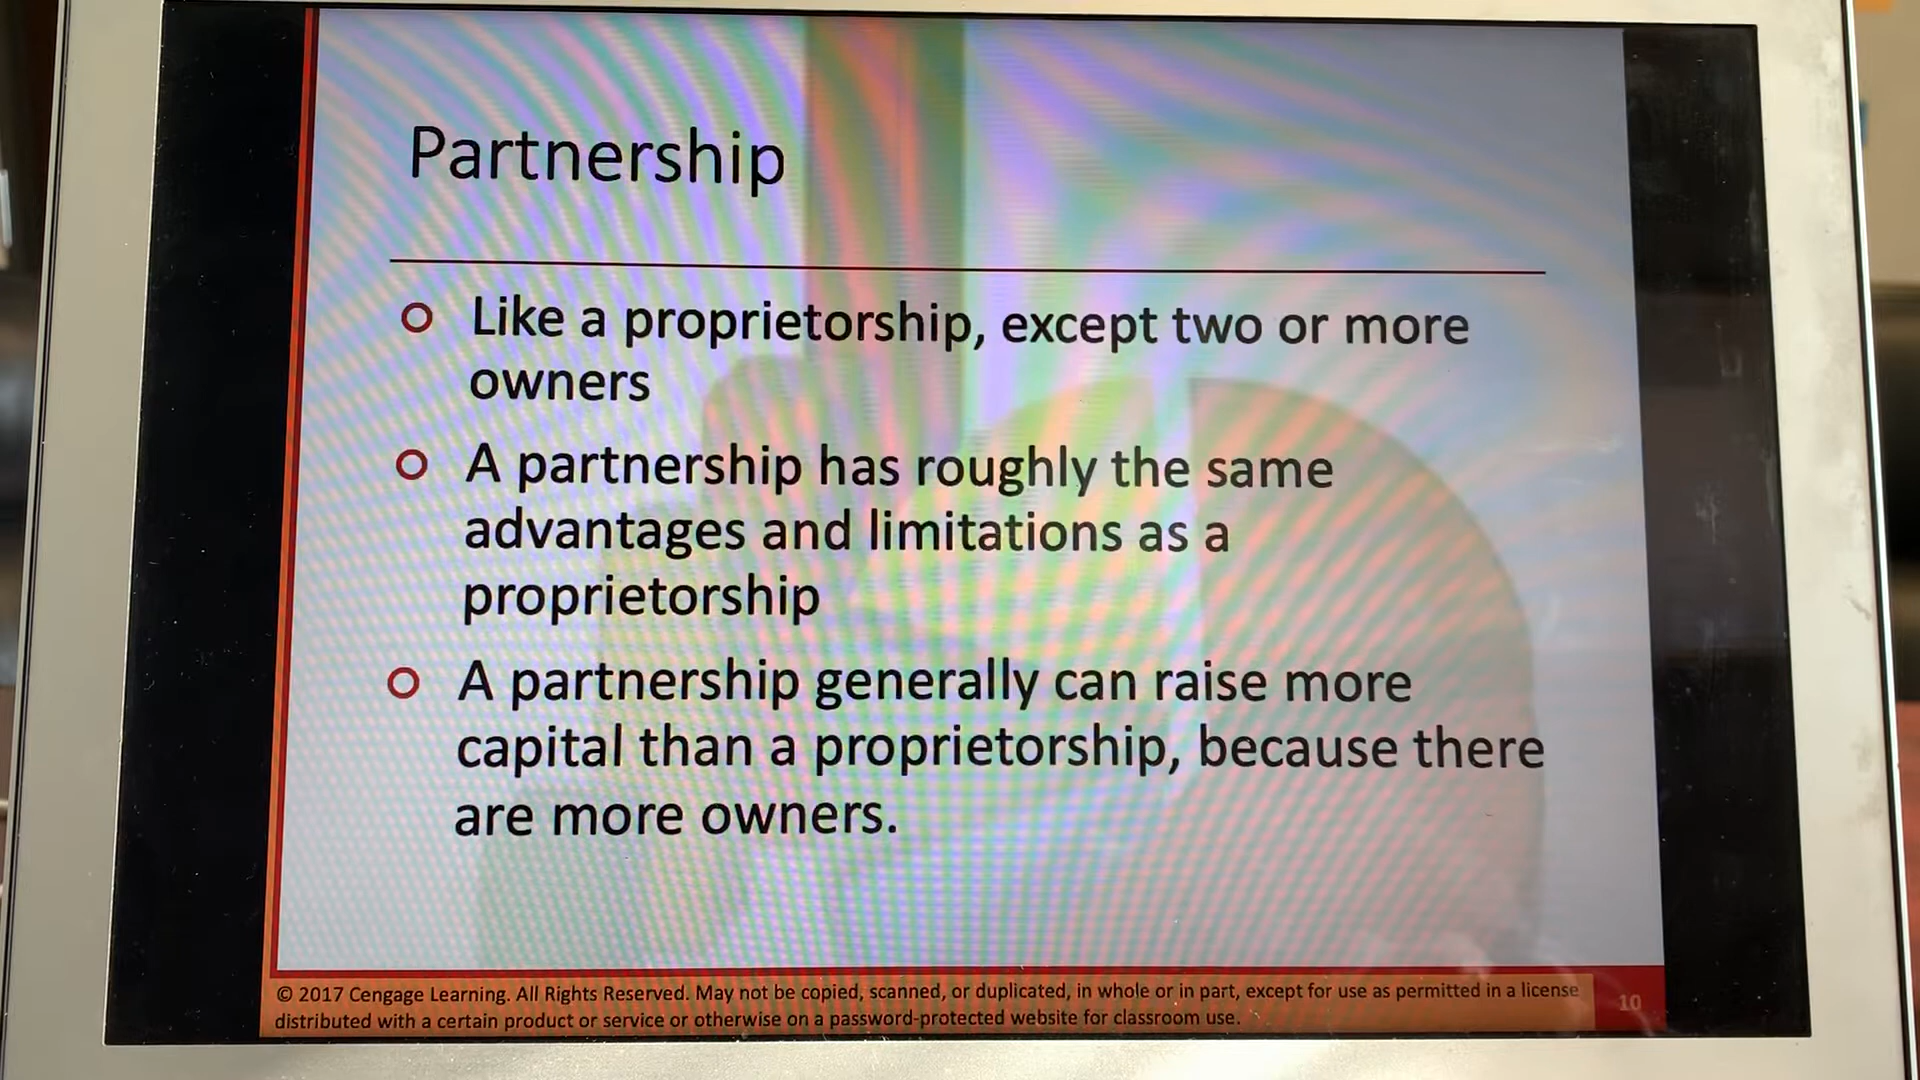 Partnership
Like a proprietorship, except two or more
owners
A partnership has roughly the same
advantages and limitations as a
proprietorship
A partnership generally can raise more
capital than a proprietorship, because there
are more owners.
© 2017 Cengage Learning. All Rights Reserved. May not be copied, scanned, or duplicated, in whole or in part, except for use as permitted in a license
distributed with a certain product or service or otherwise on a password-protected website for classroom use.
10